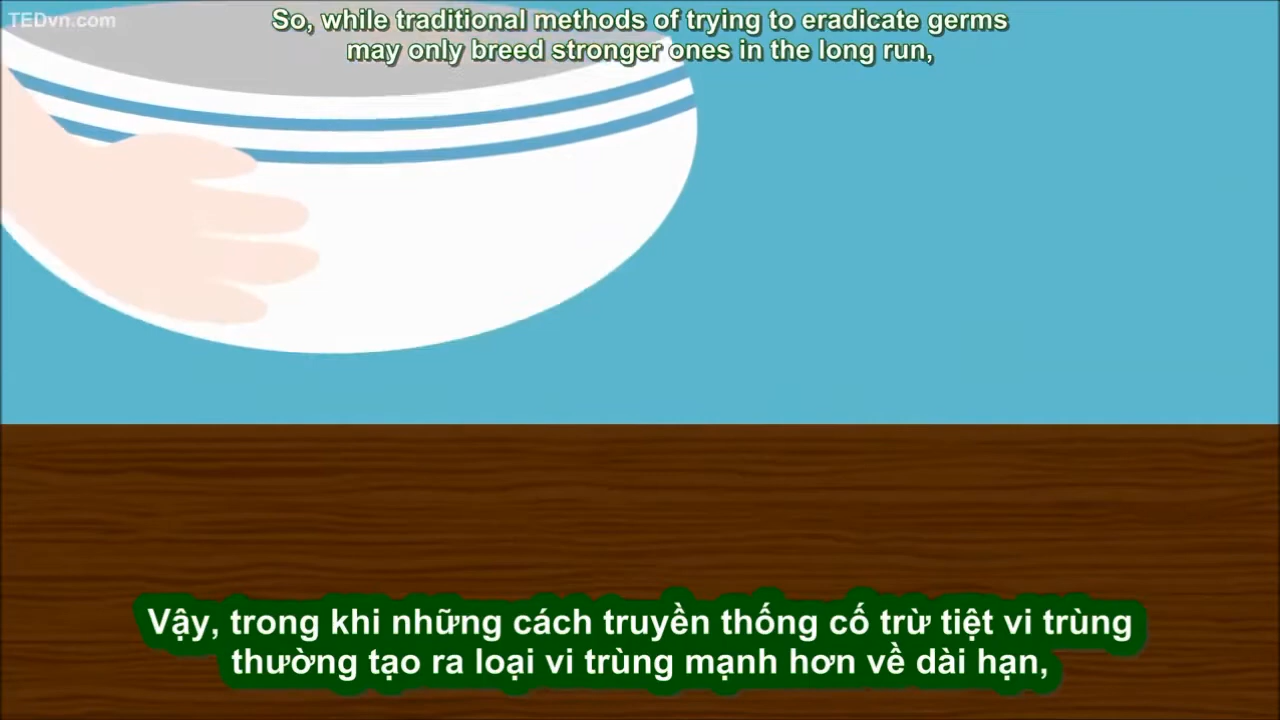 TEDvn.com
So, while traditional methods of trying to eradicate germs
may only breed stronger ones in the long run,
Vậy, trong khi những cách truyền thống cố trừ tiệt vi trùng
thường tạo ra loại vi trùng mạnh hơn về dài hạn,